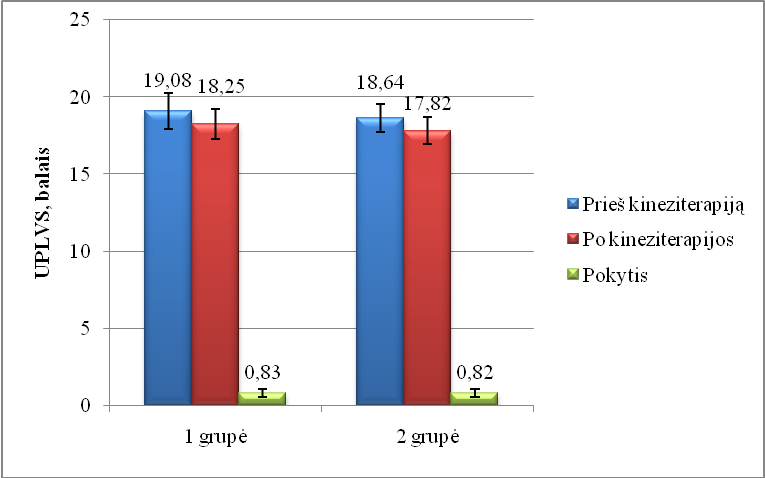 UPLVS, balais
25
20
15
10
5
0
19,08
18,25
0,83
18,64
17,82
0,82
1 grupė
2 grupė
Prieš kineziterapiją
Po kineziterapijos
Pokytis